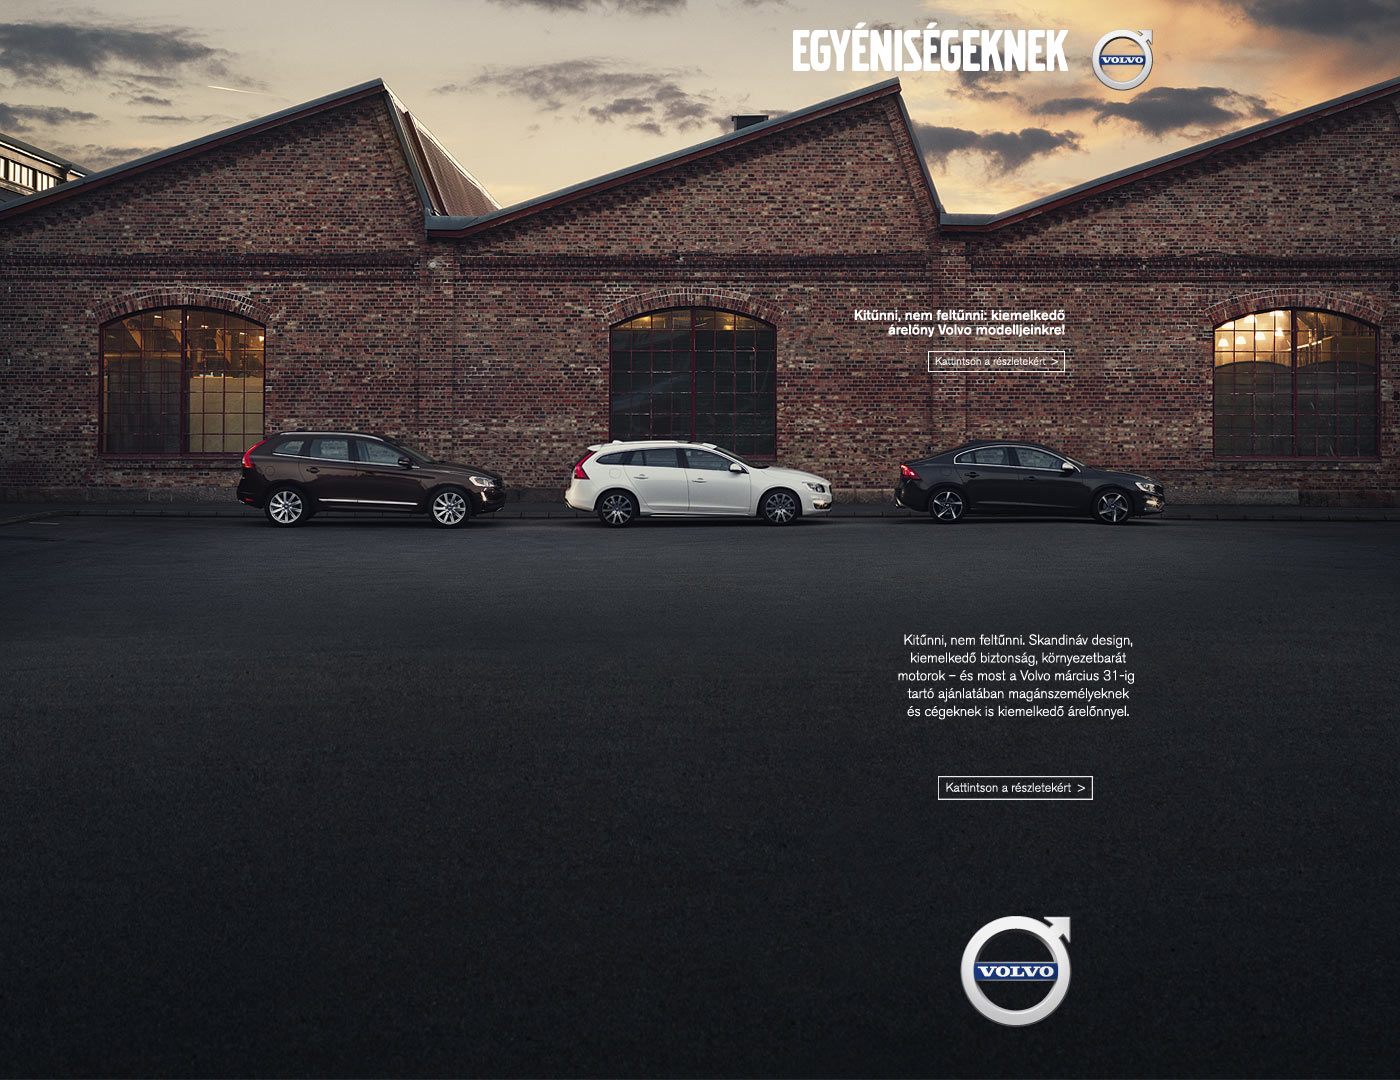 EGYÉNISÉGEKNEK
VOLVO
Kitűnni, nem feltűnni: kiemelkedő
árelőny Volvo modelljeinkre!
Kattintson a részletekért >
Kitűnni, nem feltűnni. Skandináv design,
kiemelkedő biztonság, környezetbarát
motorok – és most a Volvo március 31-ig
tartó ajánlatában magánszemélyeknek
és cégeknek is kiemelkedő árelőnnyel.
Kattintson a részletekért >
VOLVO